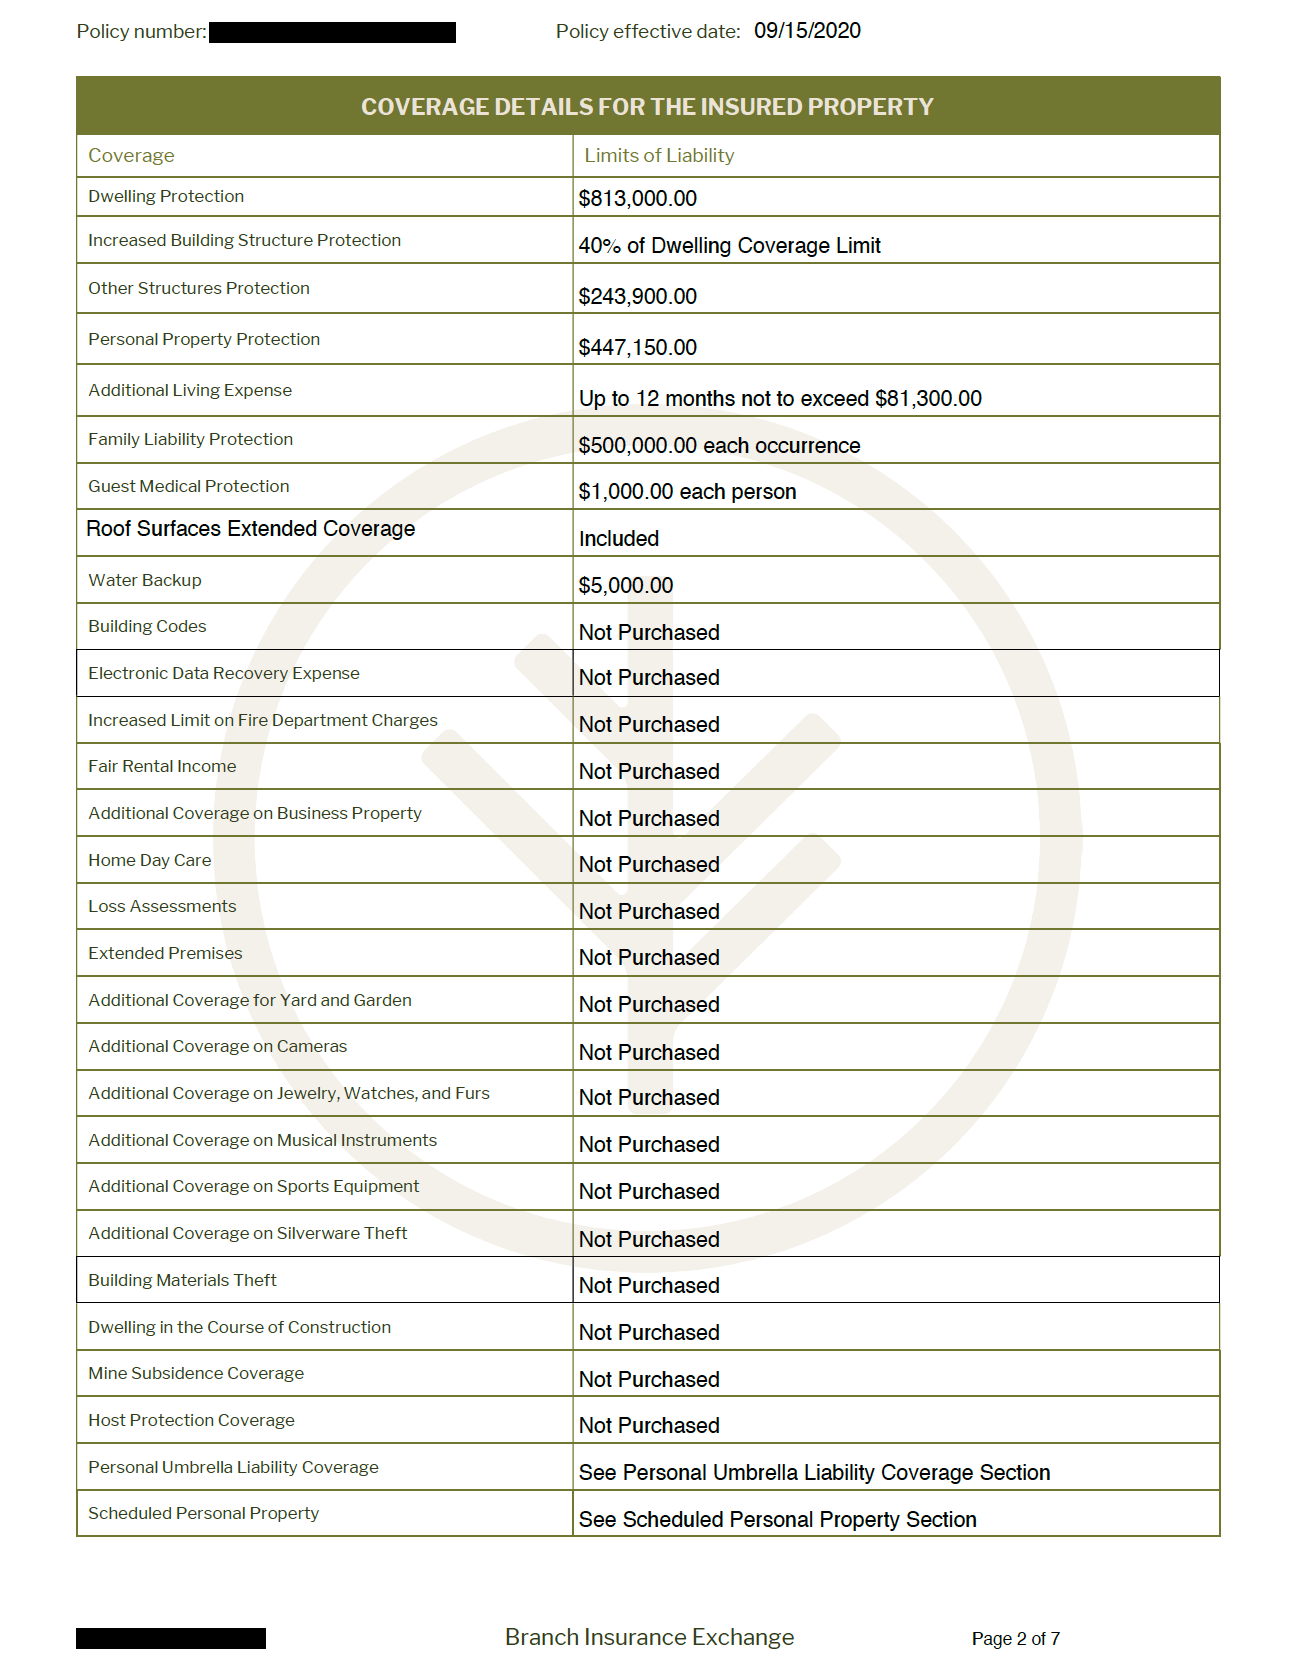 Policy number: Policy effective date: 09/15/2020
COVERAGE DETAILS FOR THE INSURED PROPERTY
Coverage Limits of Liability
Dwelling Protection $813,000.00
Increased Building Structure Protection 40% of Dwelling Coverage Limit
Other Structures Protection $243,900.00
Personal Property Protection $447,150.00
Additional Living Expense Up to 12 months not to exceed $81,300.00
Family Liability Protection $500,000.00 each occurrence
Guest Medical Protection $1,000.00 each person
Roof Surfaces Extended Coverage Included
Water Backup $5,000.00
Building Codes Not Purchased
Electronic Data Recovery Expense Not Purchased
Increased Limit on Fire Department Charges Not Purchased
Fair Rental Income Not Purchased
Additional Coverage on Business Property Not Purchased
Home Day Care Not Purchased
Loss Assessments Not Purchased
Extended Premises Not Purchased
Additional Coverage for Yard and Garden Not Purchased
Additional Coverage on Cameras Not Purchased
Additional Coverage on Jewelry, Watches, and Furs Not Purchased
Additional Coverage on Musical Instruments Not Purchased
Additional Coverage on Sports Equipment Not Purchased
Additional Coverage on Silverware Theft Not Purchased
Building Materials Theft Not Purchased
Dwelling in the Course of Construction Not Purchased
Mine Subsidence Coverage Not Purchased
Host Protection Coverage Not Purchased
Personal Umbrella Liability Coverage See Personal Umbrella Liability Coverage Section
Scheduled Personal Property See Scheduled Personal Property Section
Branch Insurance Exchange Page 2 of 7